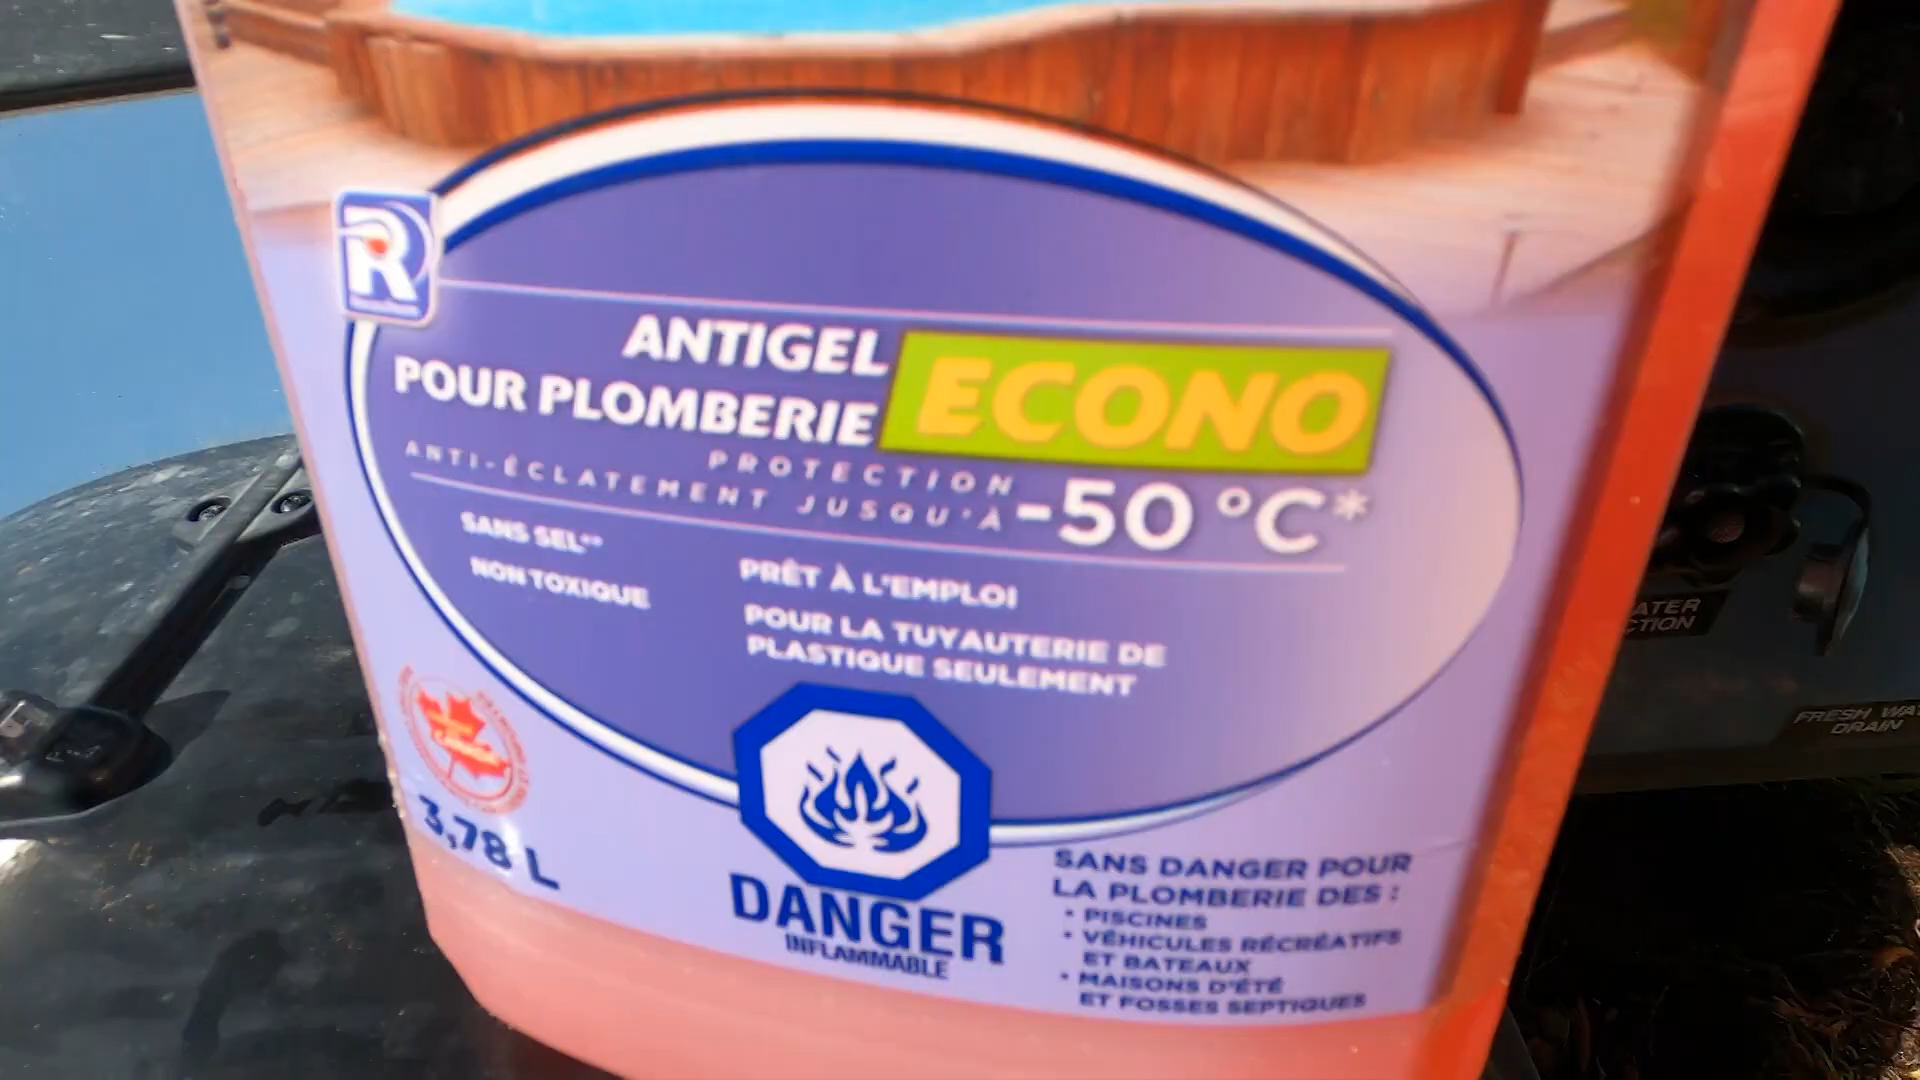 R
ANTIGEL
POUR PLOMBERIE
ECONO
PROTECTION
ANTI-ÉCLATEMENT JUSQU'À
-50 °C*
SANS SEL**
NON TOXIQUE
PRÊT À L'EMPLOI
POUR LA TUYAUTERIE DE
PLASTIQUE SEULEMENT
3,78 L
DANGER
INFLAMMABLE
SANS DANGER POUR
LA PLOMBERIE DES :
• PISCINES
• VÉHICULES RÉCRÉATIFS
ET BATEAUX
• MAISONS D'ÉTÉ
ET FOSSES SEPTIQUES
FRESH
DRAIN